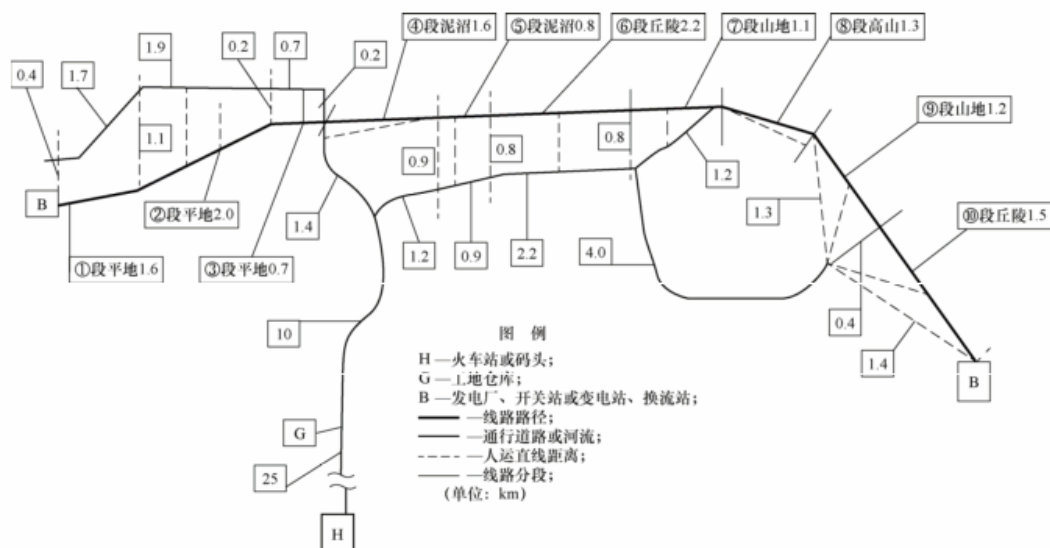 ④段泥沼1.6
⑤段泥沼0.8
⑥段丘陵2.2
⑦段山地1.1
⑧段高山1.3
1.9
0.2
0.7
0.2
0.4
1.7
⑨段山地1.2
1.1
0.9
0.8
0.8
1.2
B
②段平地2.0
1.4
1.3
⑩段丘陵1.5
①段平地1.6
③段平地0.7
1.2
0.9
2.2
4.0
10
0.4
1.4
B
图 例
H —火车站或码头；
G —工地仓库；
B —发电厂、开关站或变电站、换流站；
—线路路径；
—通行道路或河流；
—人运直线距离；
—线路分段；
(单位：km)
G
25
H